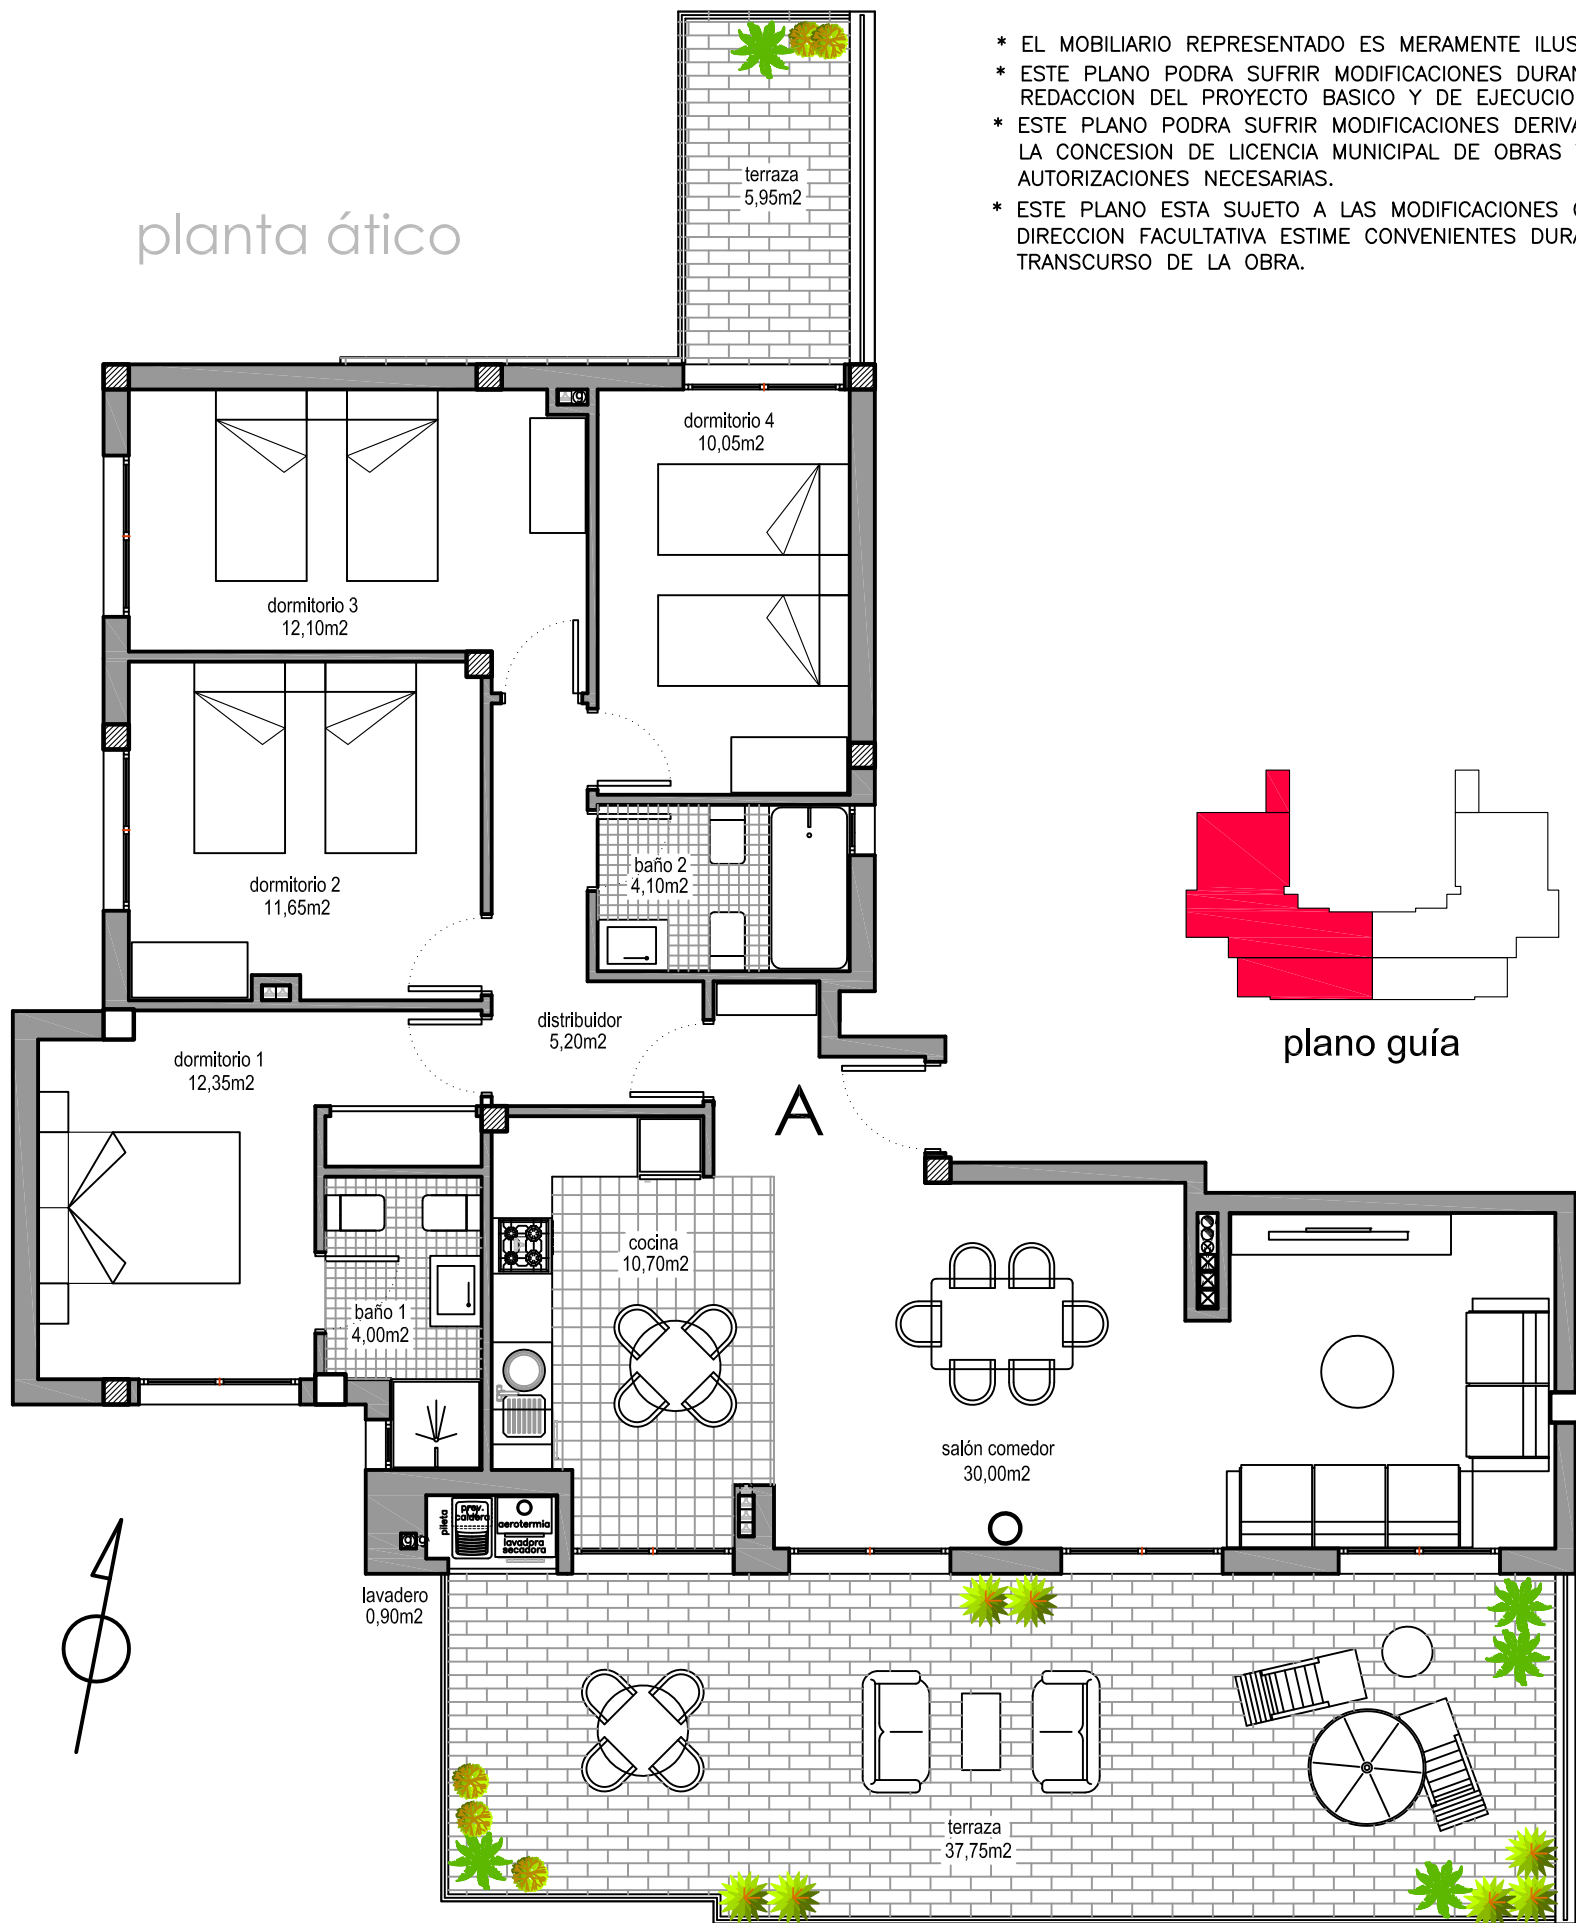 * EL MOBILIARIO REPRESENTADO ES MERAMENTE ILUS
* ESTE PLANO PODRA SUFRIR MODIFICACIONES DURAN
REDACCION DEL PROYECTO BASICO Y DE EJECUCIO
* ESTE PLANO PODRA SUFRIR MODIFICACIONES DERIVA
LA CONCESION DE LICENCIA MUNICIPAL DE OBRAS
AUTORIZACIONES NECESARIAS.
* ESTE PLANO ESTA SUJETO A LAS MODIFICACIONES
DIRECCION FACULTATIVA ESTIME CONVENIENTES DURA
TRANSCURSO DE LA OBRA.
planta ático
terraza
5,95m2
dormitorio 4
10,05m2
dormitorio 3
12,10m2
baño 2
4,10m2
dormitorio 2
11,65m2
distribuidor
5,20m2
plano guía
dormitorio 1
12,35m2
A
cocina
10,70m2
baño 1
4,00m2
salón comedor
30,00m2
pileta
prev.
caldera
aerotermia
lavadora
secadora
lavadero
0,90m2
terraza
37,75m2